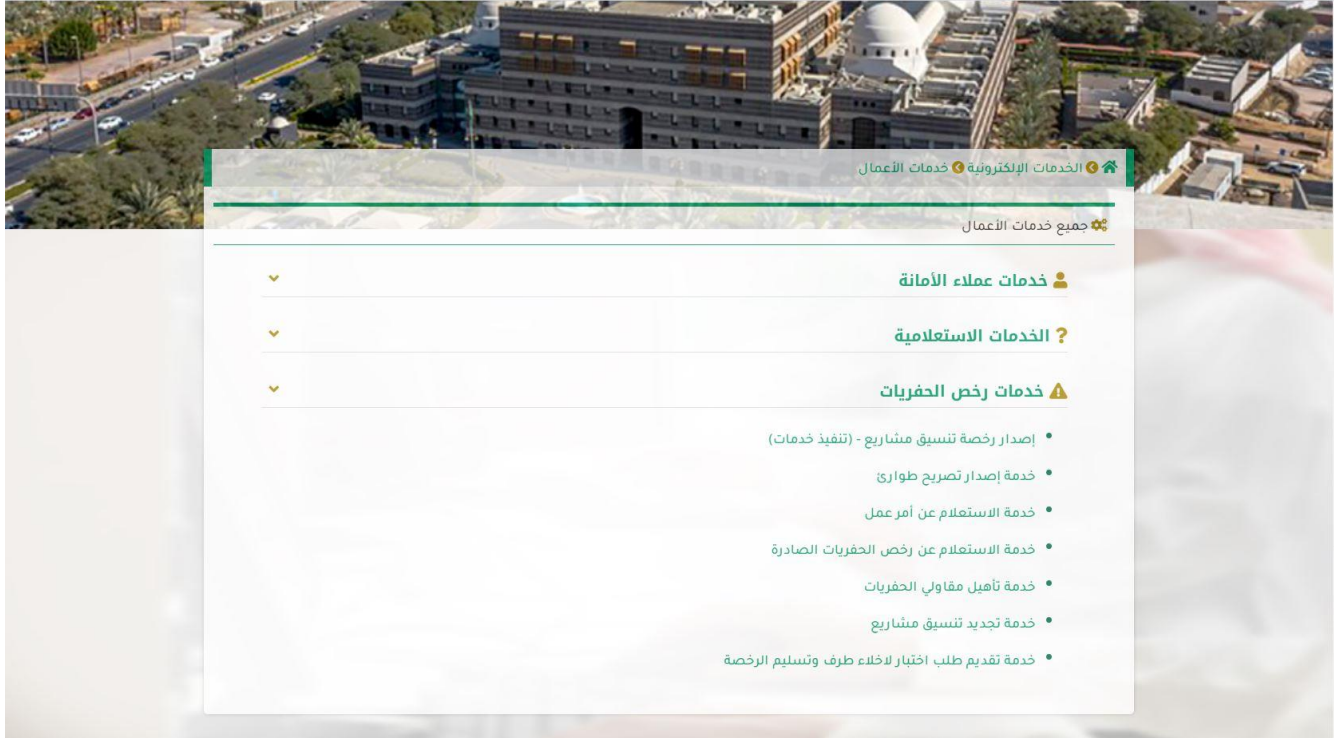 الخدمات الإلكترونية خدمات الأعمال
جميع خدمات الأعمال
خدمات عملاء الأمانة
الخدمات الاستعلامية
خدمات رخص الحفريات
إصدار رخصة تنسيق مشاريع - (تنفيذ خدمات)
خدمة إصدار تصريح طوارئ
خدمة الاستعلام عن أمر عمل
خدمة الاستعلام عن رخص الحفريات الصادرة
خدمة تأهيل مقاولي الحفريات
خدمة تجديد تنسيق مشاريع
خدمة تقديم طلب اختبار لاخلاء طرف وتسليم الرخصة